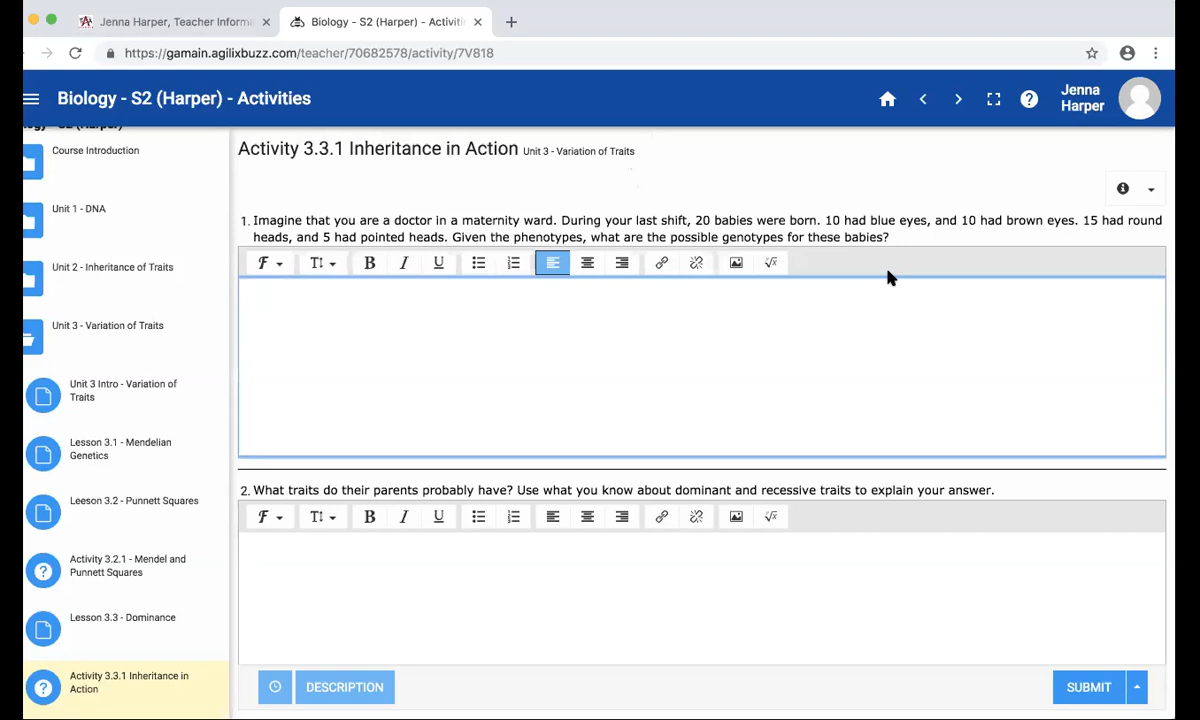 Jenna Harper, Teacher Informa
Biology - S2 (Harper) - Activitie
https://gamain.agilixbuzz.com/teacher/70682578/activity/7V818
Biology - S2 (Harper) - Activities
Jenna
Harper
Course Introduction
Unit 1 - DNA
Unit 2 - Inheritance of Traits
Unit 3 - Variation of Traits
Unit 3 Intro - Variation of
Traits
Lesson 3.1 - Mendelian
Genetics
Leeson 3.2 - Punnett Squares
Activity 3.2.1 - Mendel and
Punnett Squares
Lesson 3.3 - Dominance
Activity 3.3.1 Inheritance in
Action
Activity 3.3.1 Inheritance in Action Unit 3 - Variation of Traits
1. Imagine that you are a doctor in a maternity ward. During your last shift, 20 babies were born. 10 had blue eyes, and 10 had brown eyes. 15 had round
heads, and 5 had pointed heads. Given the phenotypes, what are the possible genotypes for these babies?
F T B I U √x
2. What traits do their parents probably have? Use what you know about dominant and recessive traits to explain your answer.
F T B I U √x
DESCRIPTION
SUBMIT